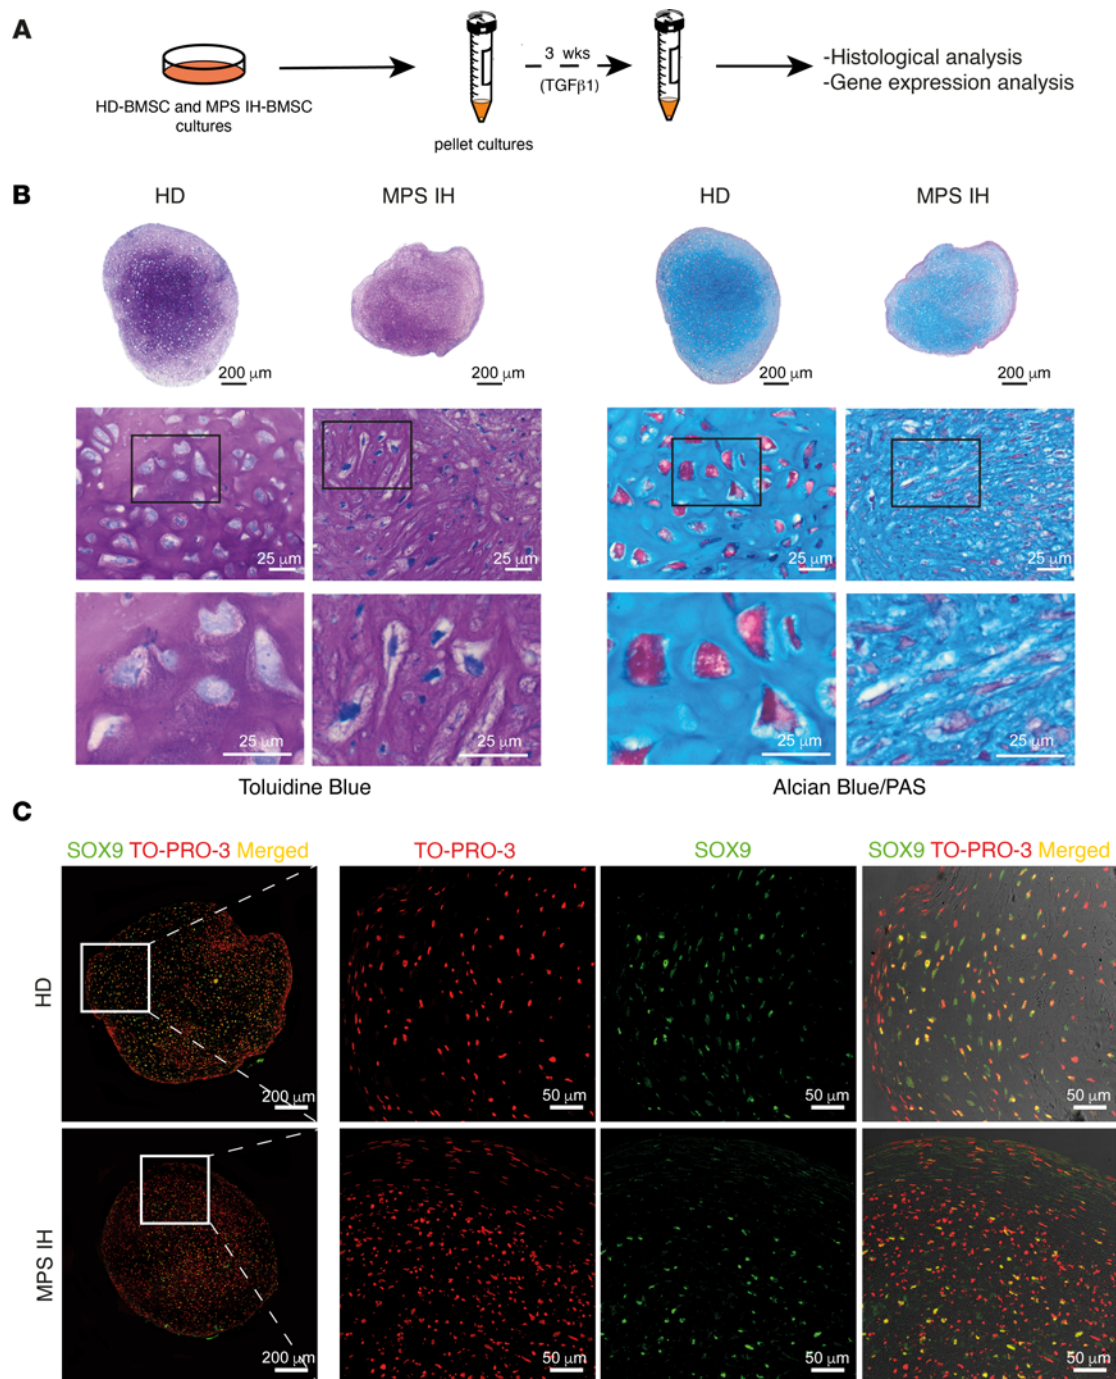 A
3 wks
(TGFβ1)
-Histological analysis
-Gene expression analysis
HD-BMSC and MPS IH-BMSC
cultures
pellet cultures
B
HD
MPS IH
HD
MPS IH
200 μm
200 μm
200 μm
200 μm
25 μm
25 μm
25 μm
25 μm
25 μm
25 μm
25 μm
25 μm
Toluidine Blue
Alcian Blue/PAS
C
SOX9 TO-PRO-3 Merged
TO-PRO-3
SOX9
SOX9 TO-PRO-3 Merged
HD
200 μm
50 μm
50 μm
50 μm
MPS IH
200 μm
50 μm
50 μm
50 μm